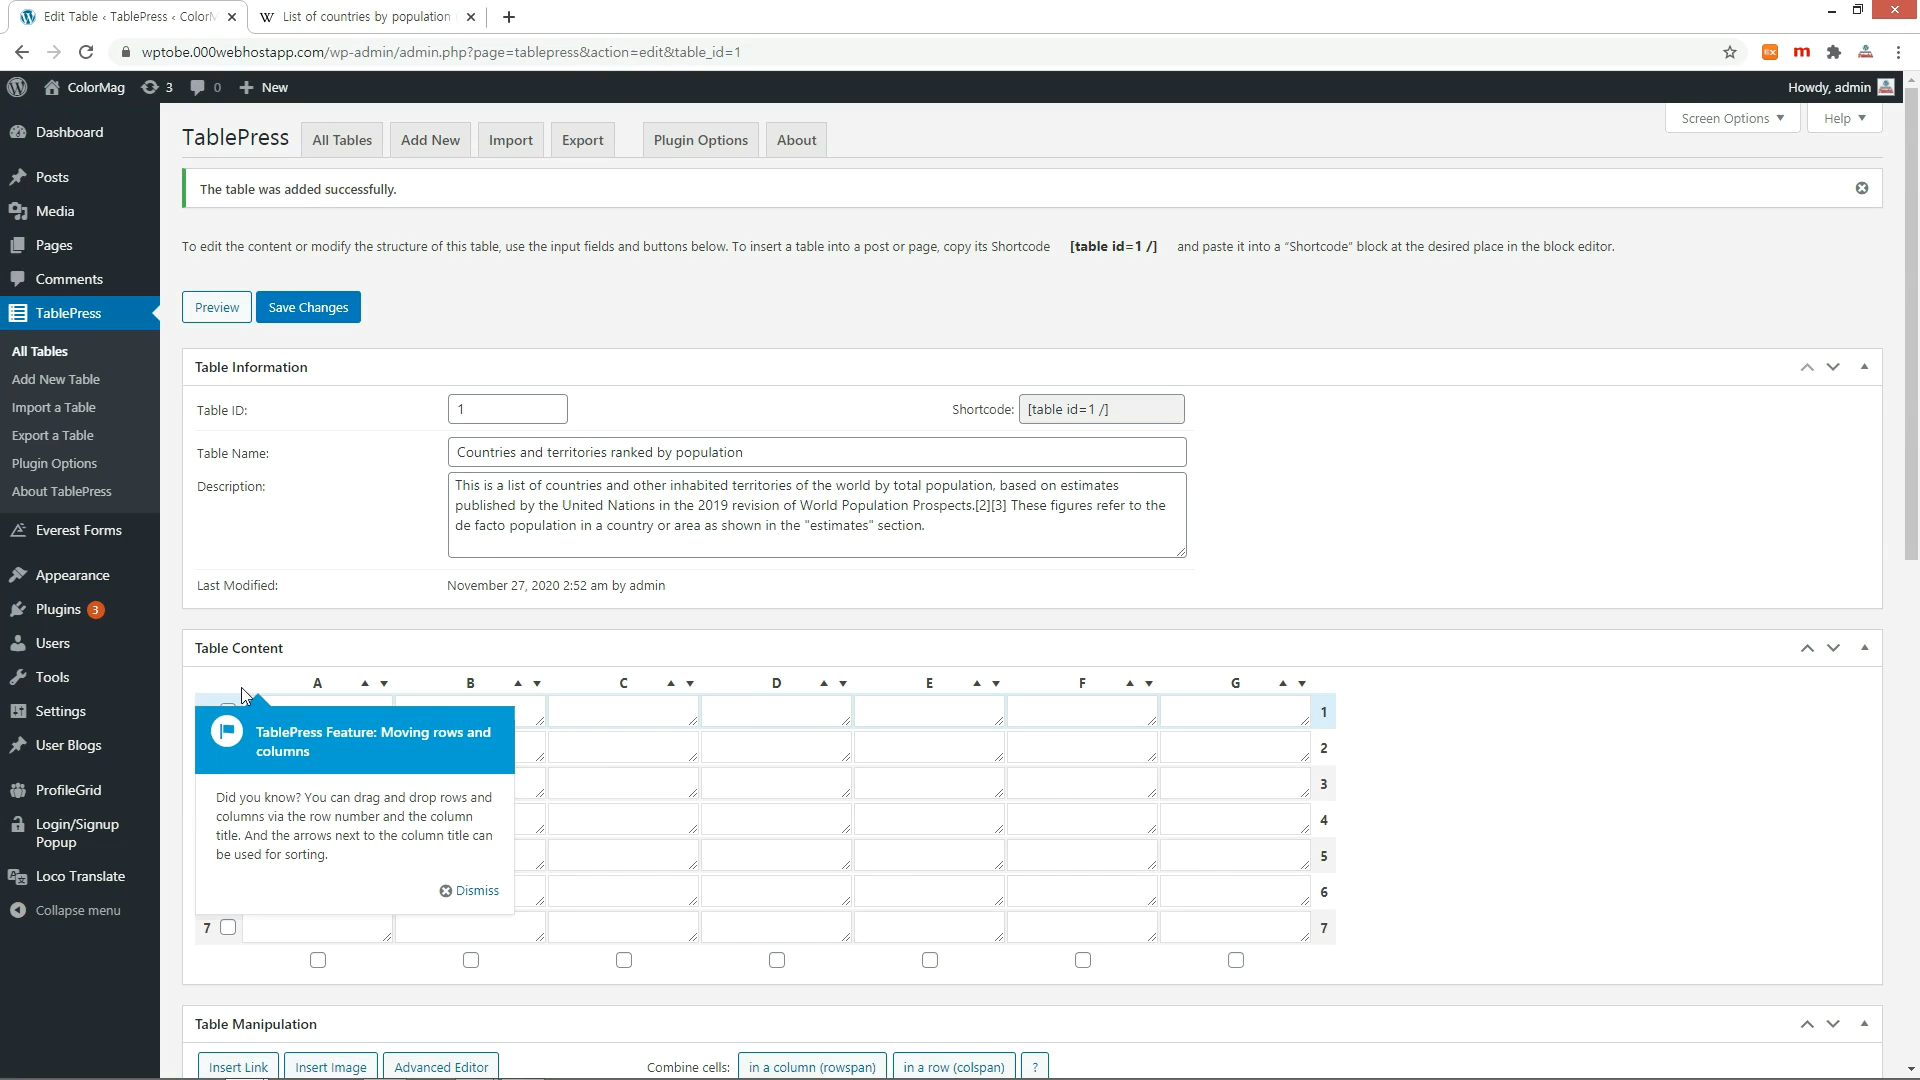 Edit Table ‹ TablePress ‹ ColorM
List of countries by population
wptobe.000webhostapp.com/wp-admin/admin.php?page=tablepress&action=edit&table_id=1
ColorMag 3 0 New
Howdy, admin
Screen Options
Help
Dashboard
Posts
Media
Pages
Comments
TablePress
All Tables
Add New Table
Import a Table
Export a Table
Plugin Options
About TablePress
Everest Forms
Appearance
Plugins 3
Users
Tools
Settings
User Blogs
ProfileGrid
Login/Signup
Popup
Loco Translate
Collapse menu
TablePress All Tables Add New Import Export Plugin Options About
The table was added successfully.
To edit the content or modify the structure of this table, use the input fields and buttons below. To insert a table into a post or page, copy its Shortcode [table id=1 /] and paste it into a “Shortcode” block at the desired place in the block editor.
Preview Save Changes
Table Information
Table ID: 1 Shortcode: [table id=1 /]
Table Name: Countries and territories ranked by population
Description: This is a list of countries and other inhabited territories of the world by total population, based on estimates
published by the United Nations in the 2019 revision of World Population Prospects.[2][3] These figures refer to the
de facto population in a country or area as shown in the "estimates" section.
Last Modified: November 27, 2020 2:52 am by admin
Table Content
A B C D E F G
1
2
3
4
5
6
7 7
TablePress Feature: Moving rows and
columns
Did you know? You can drag and drop rows and
columns via the row number and the column
title. And the arrows next to the column title can
be used for sorting.
Dismiss
Table Manipulation
Insert Link Insert Image Advanced Editor Combine cells: in a column (rowspan) in a row (colspan) ?